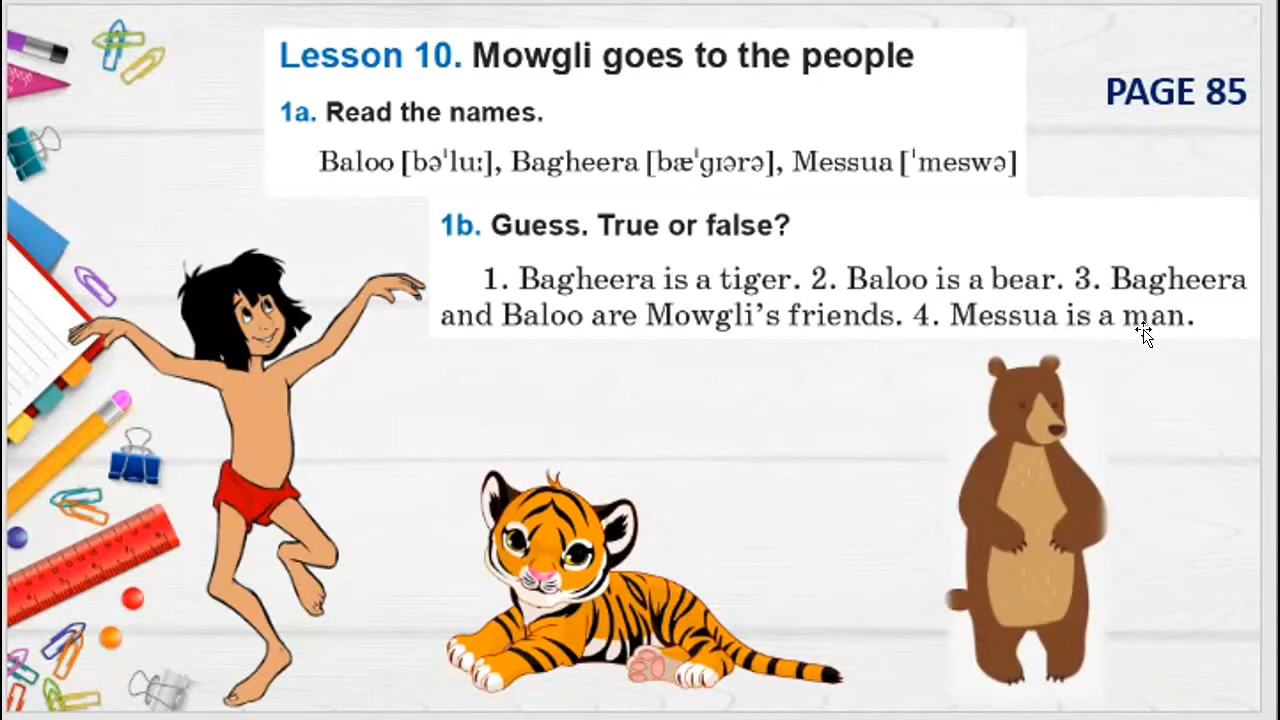 Lesson 10. Mowgli goes to the people
PAGE 85
1a. Read the names.
Baloo [bəˈluː], Bagheera [bæˈɡɪərə], Messua [ˈmeswə]
1b. Guess. True or false?
1. Bagheera is a tiger. 2. Baloo is a bear. 3. Bagheera
and Baloo are Mowgli’s friends. 4. Messua is a man.